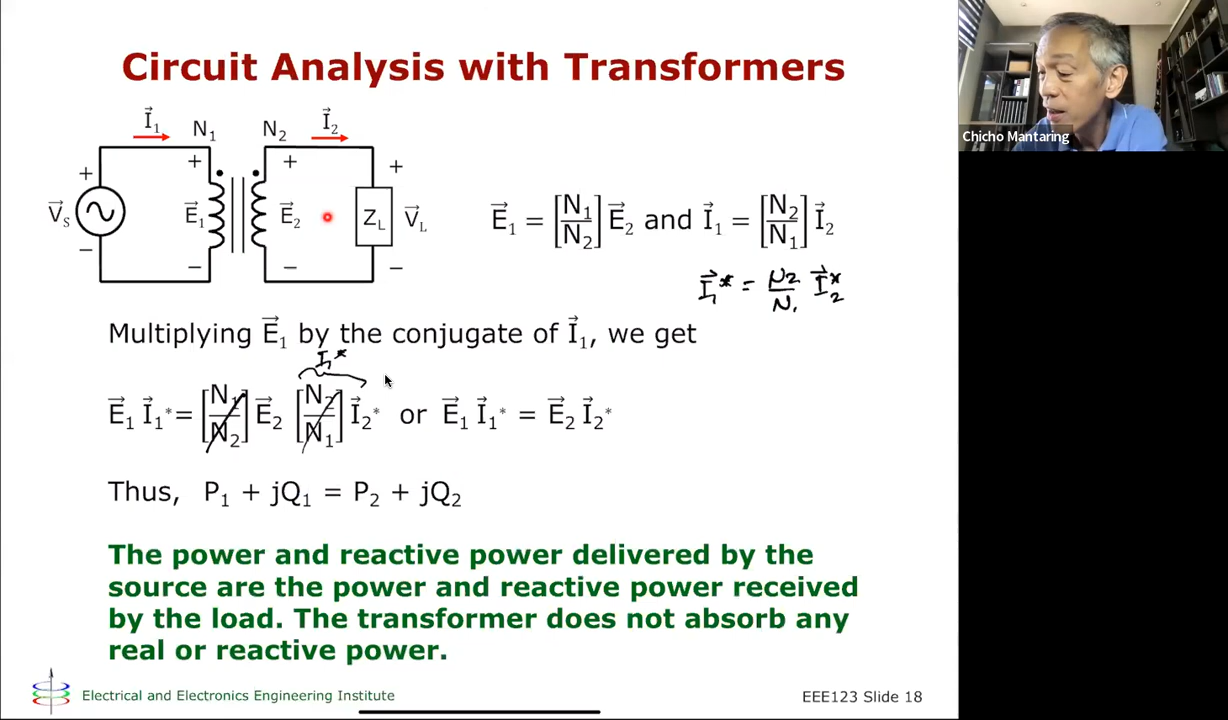 Circuit Analysis with Transformers
I⃗₁ N₁ N₂ I⃗₂
+ + + +
V⃗s E⃗₁ E⃗₂ Z_L V⃗_L
− − − −
E⃗₁ = [N₁/N₂] E⃗₂ and I⃗₁ = [N₂/N₁] I⃗₂
I⃗₁* = N₂/N₁ I⃗₂*
Multiplying E⃗₁ by the conjugate of I⃗₁, we get
I₁*
E⃗₁ I⃗₁* = [N₁/N₂] E⃗₂ [N₂/N₁] I⃗₂* or E⃗₁ I⃗₁* = E⃗₂ I⃗₂*
Thus, P₁ + jQ₁ = P₂ + jQ₂
The power and reactive power delivered by the
source are the power and reactive power received
by the load. The transformer does not absorb any
real or reactive power.
Electrical and Electronics Engineering Institute
EEE123 Slide 18
Chicho Mantaring